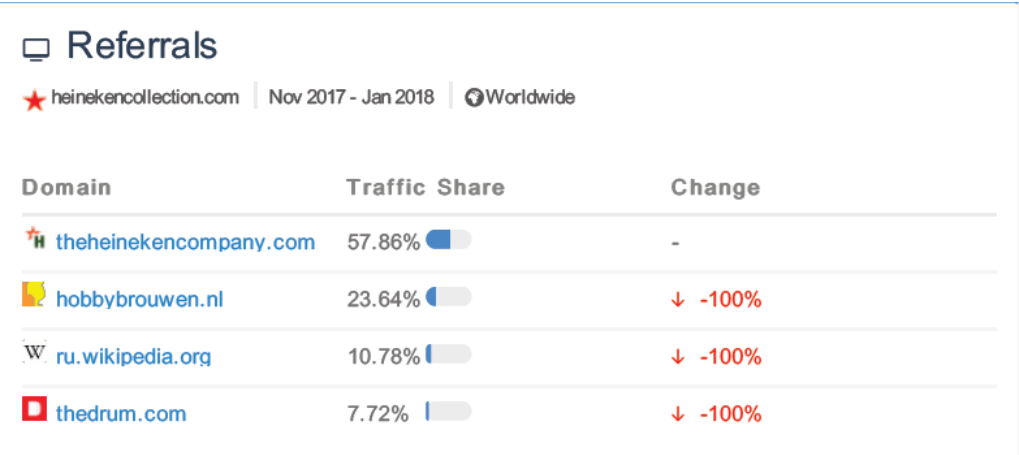 Referrals
heinekencollection.com Nov 2017 - Jan 2018 Worldwide
Domain Traffic Share Change
H theheinekencompany.com 57.86% -
hobbybrouwen.nl 23.64% ↓ -100%
W ru.wikipedia.org 10.78% ↓ -100%
D thedrum.com 7.72% ↓ -100%